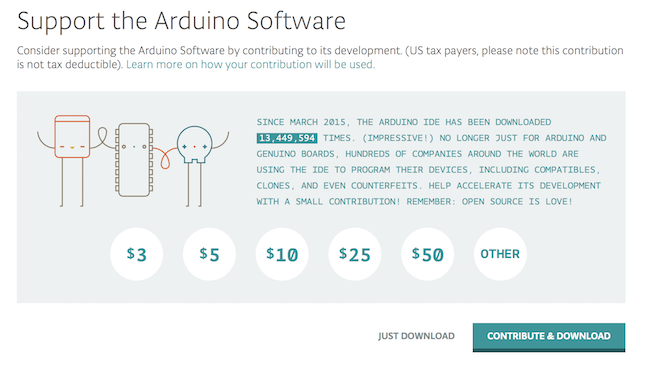 Support the Arduino Software
Consider supporting the Arduino Software by contributing to its development. (US tax payers, please note this contribution
is not tax deductible). Learn more on how your contribution will be used.
SINCE MARCH 2015, THE ARDUINO IDE HAS BEEN DOWNLOADED
13,449,594 TIMES. (IMPRESSIVE!) NO LONGER JUST FOR ARDUINO AND
GENUINO BOARDS, HUNDREDS OF COMPANIES AROUND THE WORLD ARE
USING THE IDE TO PROGRAM THEIR DEVICES, INCLUDING COMPATIBLES,
CLONES, AND EVEN COUNTERFEITS. HELP ACCELERATE ITS DEVELOPMENT
WITH A SMALL CONTRIBUTION! REMEMBER: OPEN SOURCE IS LOVE!
$3 $5 $10 $25 $50 OTHER
JUST DOWNLOAD CONTRIBUTE & DOWNLOAD